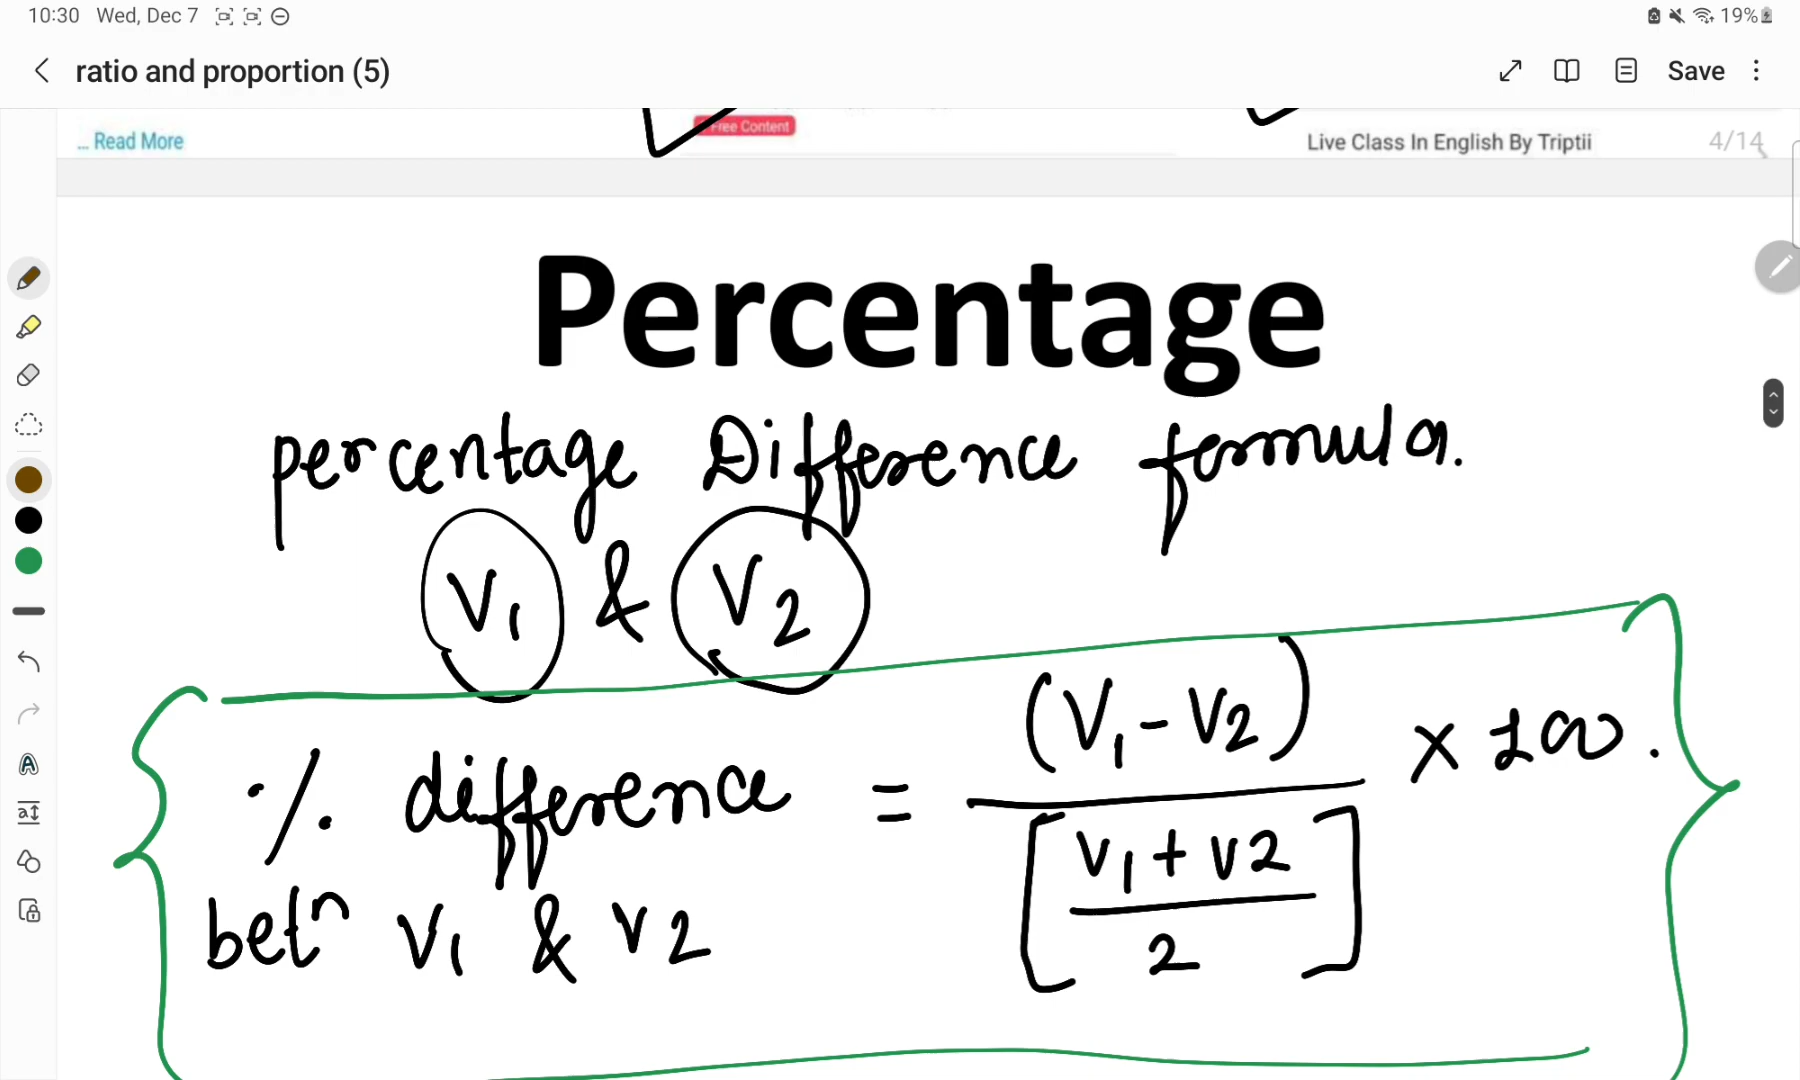 10:30 Wed, Dec 7 19%
ratio and proportion (5) Save
... Read More Free Content Live Class In English By Triptii 4/14
Percentage
percentage Difference formula.
V1 & V2
% difference = (V1 - V2) x 100.
[V1 + V2
2]
betn V1 & V2